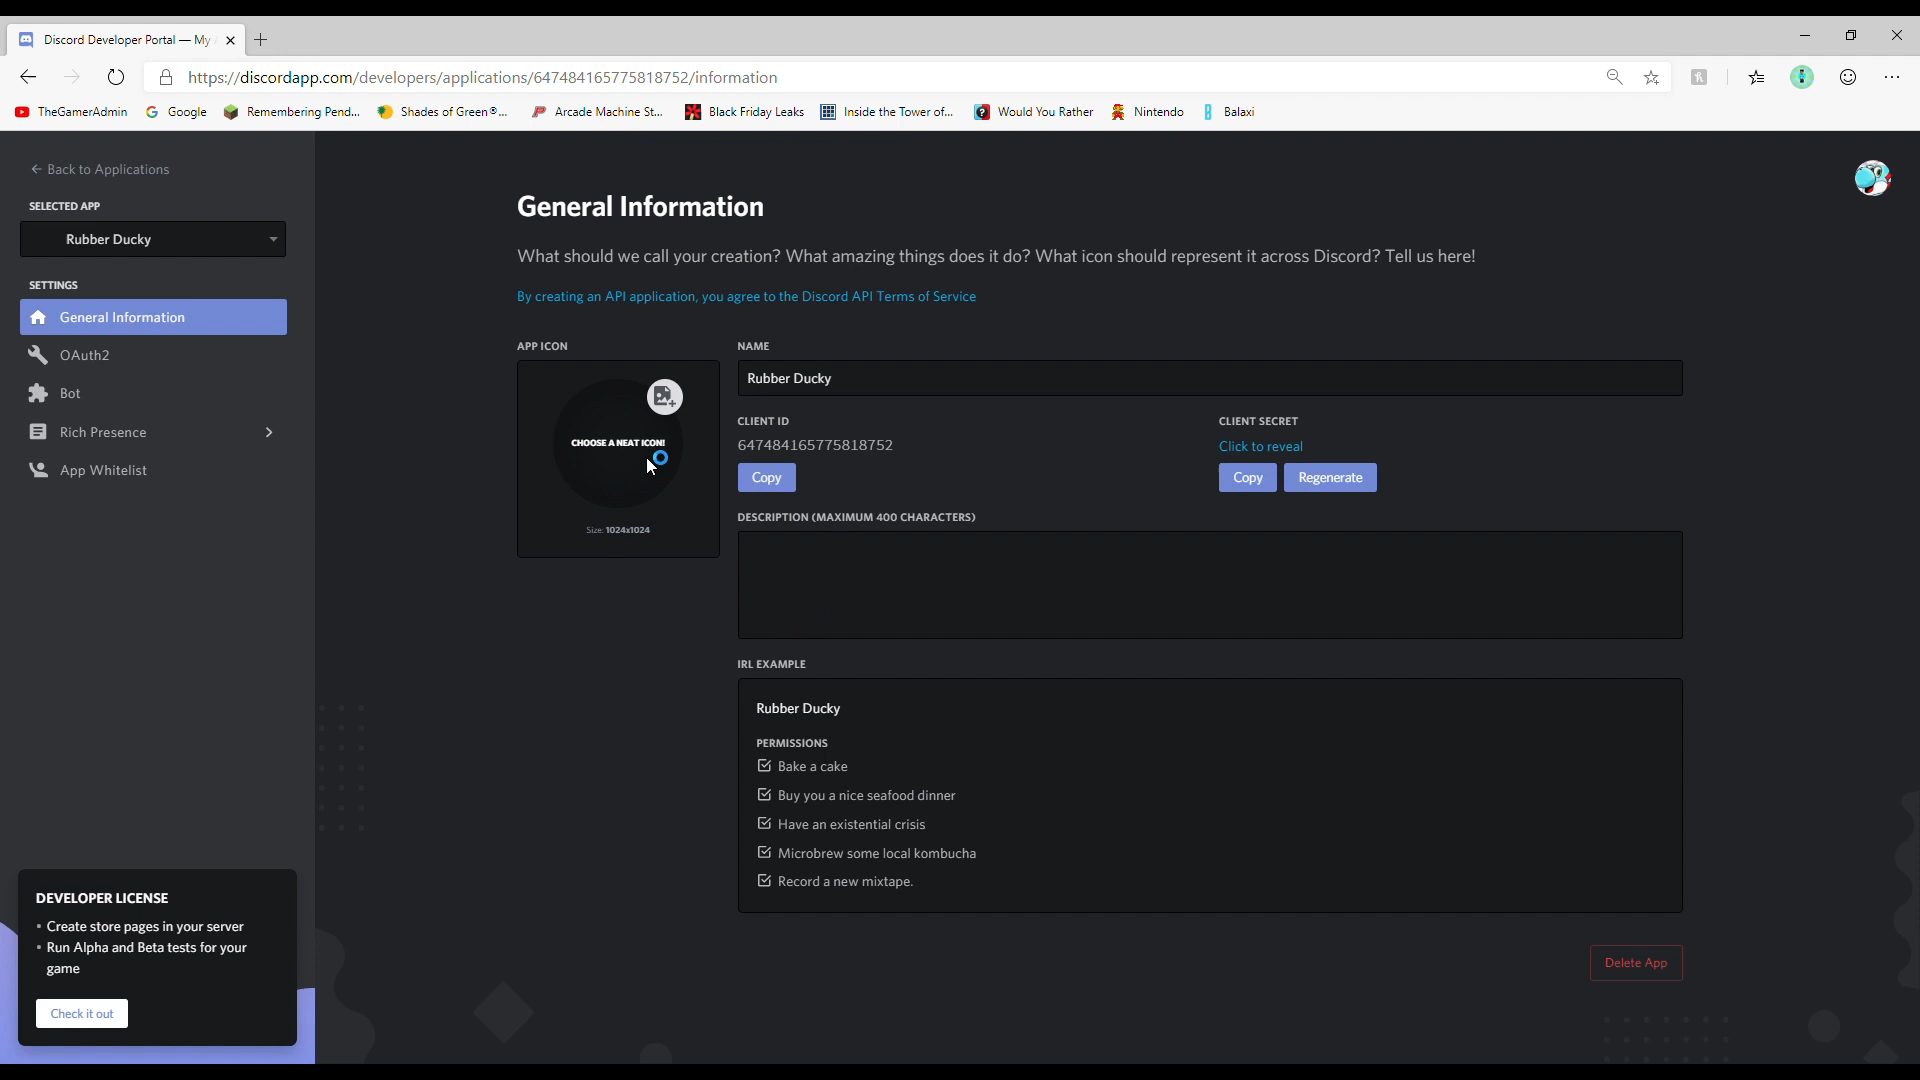 Discord Developer Portal — My
https://discordapp.com/developers/applications/647484165775818752/information
TheGamerAdmin
Google
Remembering Pend...
Shades of Green®...
Arcade Machine St...
Black Friday Leaks
Inside the Tower of...
Would You Rather
Nintendo
Balaxi
← Back to Applications
SELECTED APP
Rubber Ducky
SETTINGS
General Information
OAuth2
Bot
Rich Presence
App Whitelist
DEVELOPER LICENSE
• Create store pages in your server
• Run Alpha and Beta tests for your
game
Check it out
General Information
What should we call your creation? What amazing things does it do? What icon should represent it across Discord? Tell us here!
By creating an API application, you agree to the Discord API Terms of Service
APP ICON
CHOOSE A NEAT ICON!
Size: 1024x1024
NAME
Rubber Ducky
CLIENT ID
647484165775818752
Copy
CLIENT SECRET
Click to reveal
Copy
Regenerate
DESCRIPTION (MAXIMUM 400 CHARACTERS)
IRL EXAMPLE
Rubber Ducky
PERMISSIONS
Bake a cake
Buy you a nice seafood dinner
Have an existential crisis
Microbrew some local kombucha
Record a new mixtape.
Delete App